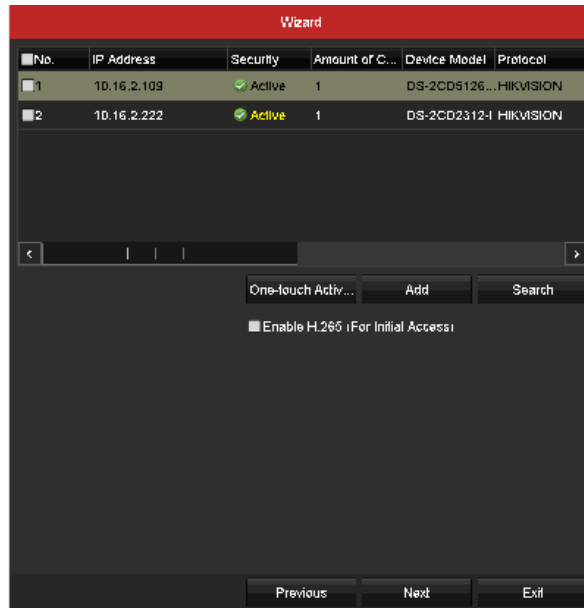 Wizard
No. IP Address Security Amount of C... Device Model Protocol
1 10.16.2.109 Active 1 DS-2CD5126... HIKVISION
2 10.16.2.222 Active 1 DS-2CD2312-I HIKVISION
One-touch Activ... Add Search
Enable H.265 (For Initial Access)
Previous Next Exit